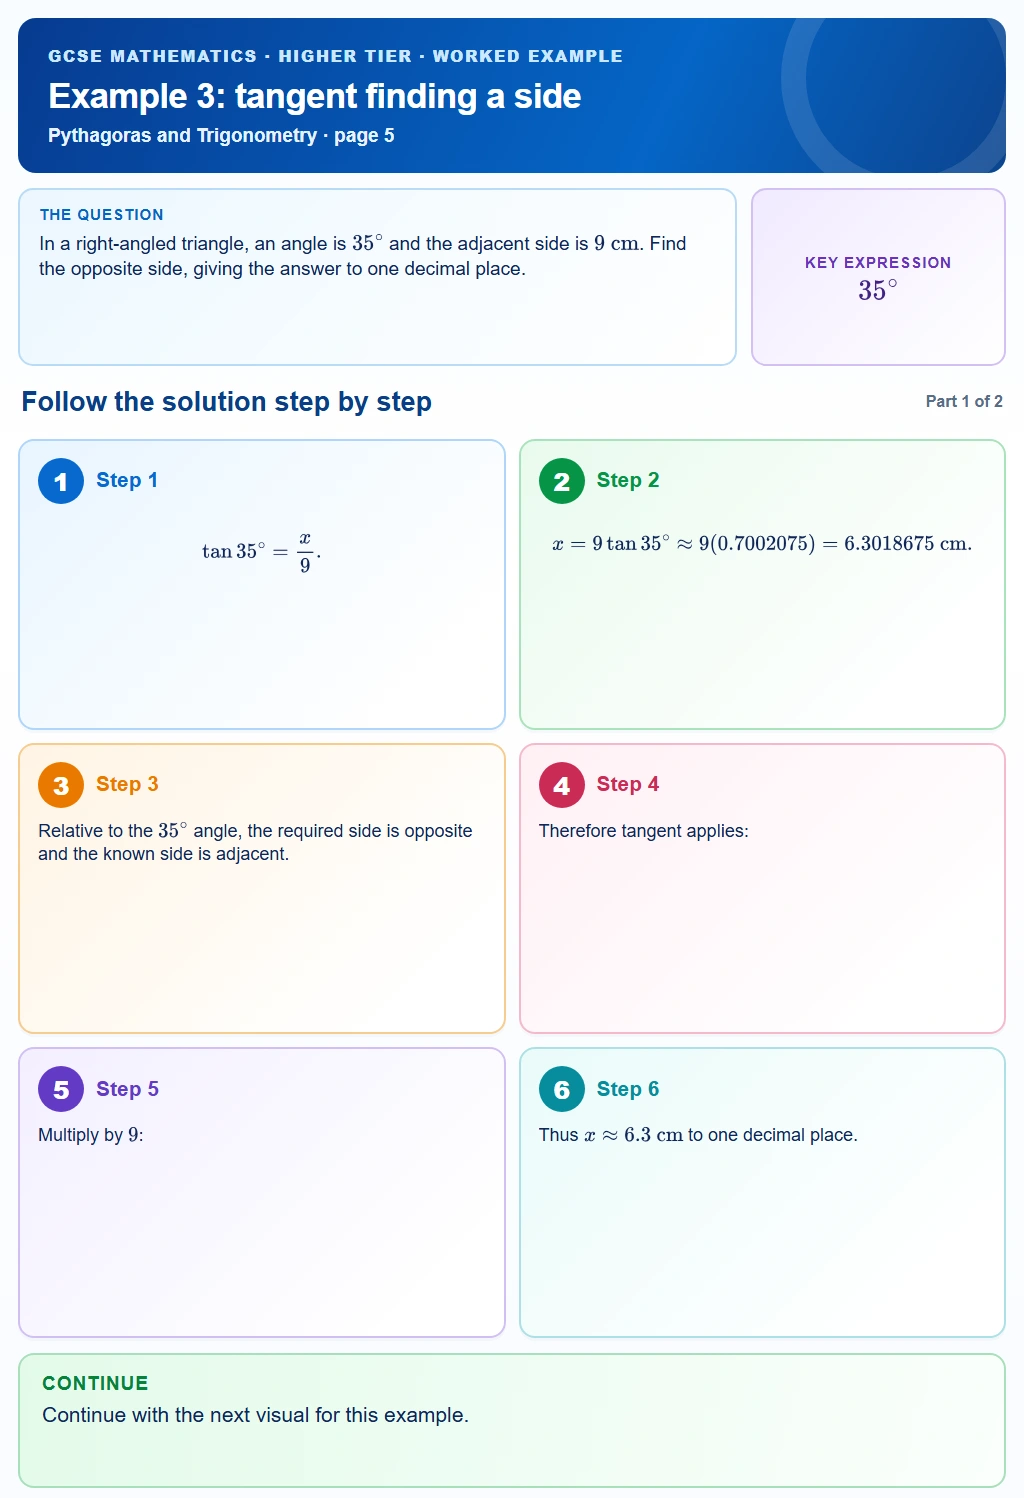 GCSE MATHEMATICS · HIGHER TIER · WORKED EXAMPLE
Example 3: tangent finding a side
Pythagoras and Trigonometry · page 5
THE QUESTION
In a right-angled triangle, an angle is 35° and the adjacent side is 9 cm. Find
the opposite side, giving the answer to one decimal place.
KEY EXPRESSION
35°
Follow the solution step by step
Part 1 of 2
1 Step 1
tan 35° = x/9.
2 Step 2
x = 9 tan 35° ≈ 9(0.7002075) = 6.3018675 cm.
3 Step 3
Relative to the 35° angle, the required side is opposite
and the known side is adjacent.
4 Step 4
Therefore tangent applies:
5 Step 5
Multiply by 9:
6 Step 6
Thus x ≈ 6.3 cm to one decimal place.
CONTINUE
Continue with the next visual for this example.